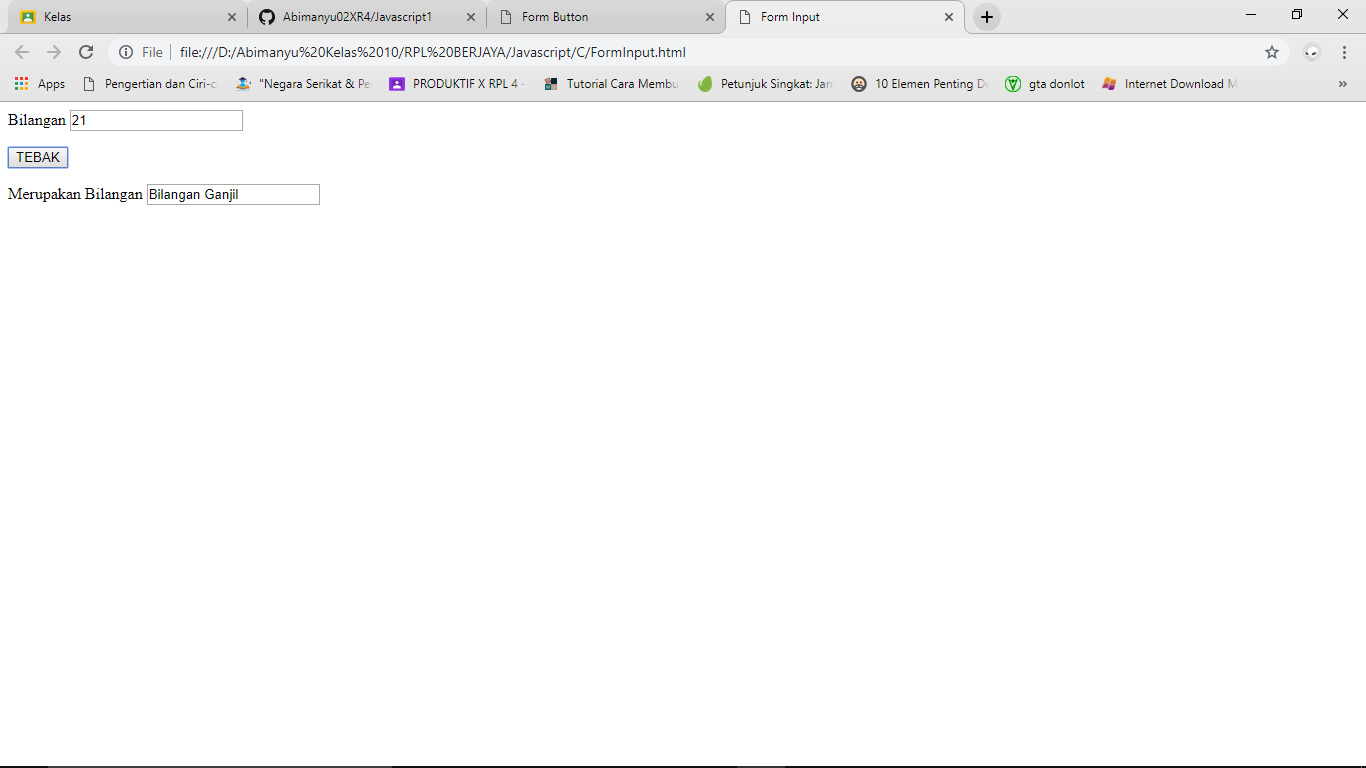 Kelas Abimanyu02XR4/Javascript1 Form Button Form Input
File file:///D:/Abimanyu%20Kelas%2010/RPL%20BERJAYA/Javascript/C/FormInput.html
Apps Pengertian dan Ciri-c "Negara Serikat & Pe PRODUKTIF X RPL 4 - Tutorial Cara Membu Petunjuk Singkat: Jan 10 Elemen Penting D gta donlot Internet Download M »
Bilangan 21
TEBAK
Merupakan Bilangan Bilangan Ganjil